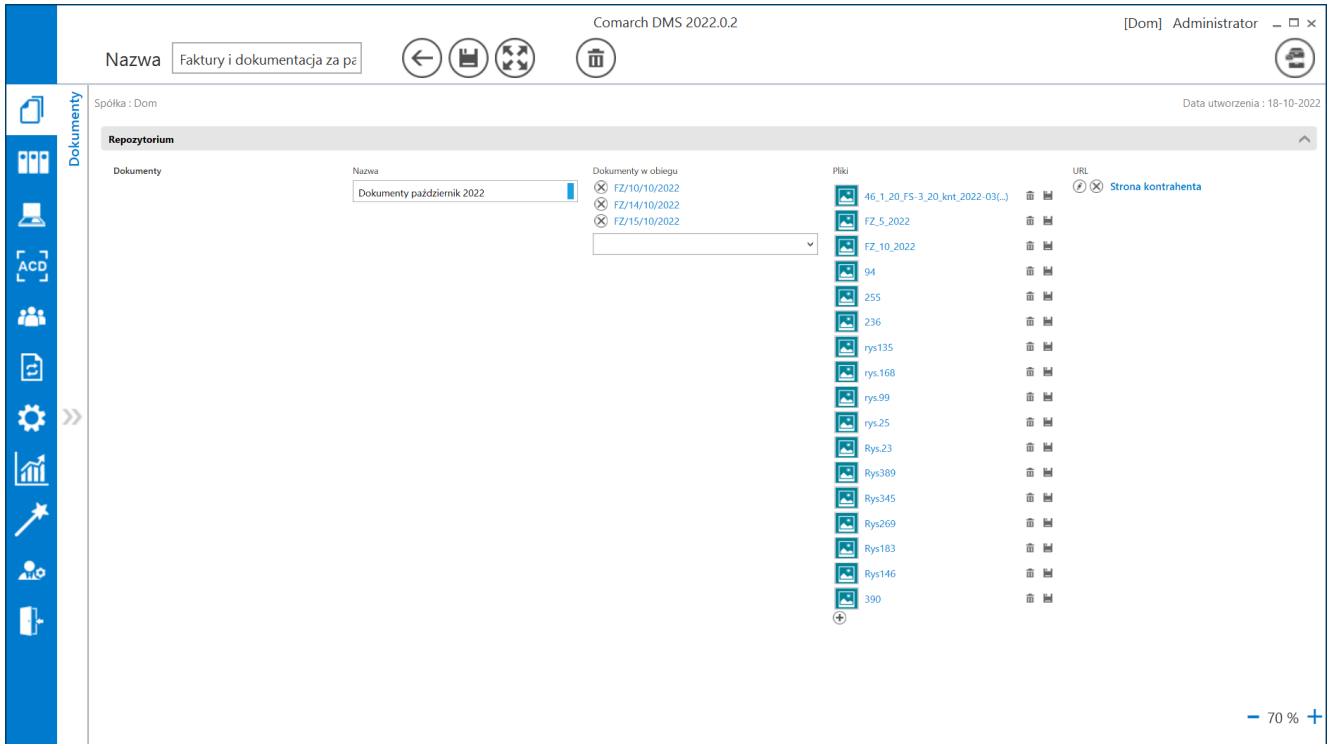 Comarch DMS 2022.0.2
[Dom] Administrator
Nazwa Faktury i dokumentacja za pa
Dokumenty
Spółka : Dom
Data utworzenia : 18-10-2022
Repozytorium
Dokumenty
Nazwa
Dokumenty październik 2022
Dokumenty w obiegu
FZ/10/10/2022
FZ/14/10/2022
FZ/15/10/2022
Pliki
46_1_20_FS-3_20_knt_2022-03(...)
FZ_5_2022
FZ_10_2022
94
255
236
rys135
rys.168
rys.99
rys.25
Rys.23
Rys389
Rys345
Rys269
Rys183
Rys146
390
URL
Strona kontrahenta
ACD
70 %